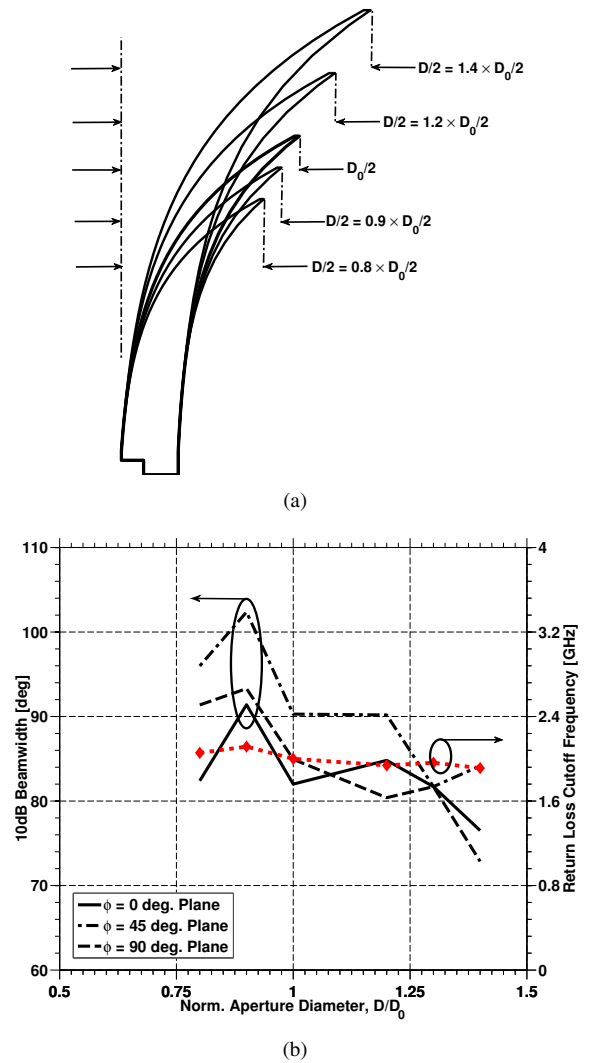 D/2 = 1.4 × D0/2
D/2 = 1.2 × D0/2
D0/2
D/2 = 0.9 × D0/2
D/2 = 0.8 × D0/2
(a)
110
100
90
80
70
60
10dB Beamwidth [deg]
4
3.2
2.4
1.6
0.8
0
Return Loss Cutoff Frequency [GHz]
ϕ = 0 deg. Plane
ϕ = 45 deg. Plane
ϕ = 90 deg. Plane
0.5
0.75
1
1.25
1.5
Norm. Aperture Diameter, D/D0
(b)